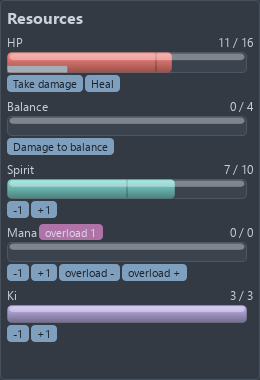 Resources
HP 11 / 16
Take damage Heal
Balance 0 / 4
Damage to balance
Spirit 7 / 10
-1 +1
Mana overload 1 0 / 0
-1 +1 overload - overload +
Ki 3 / 3
-1 +1